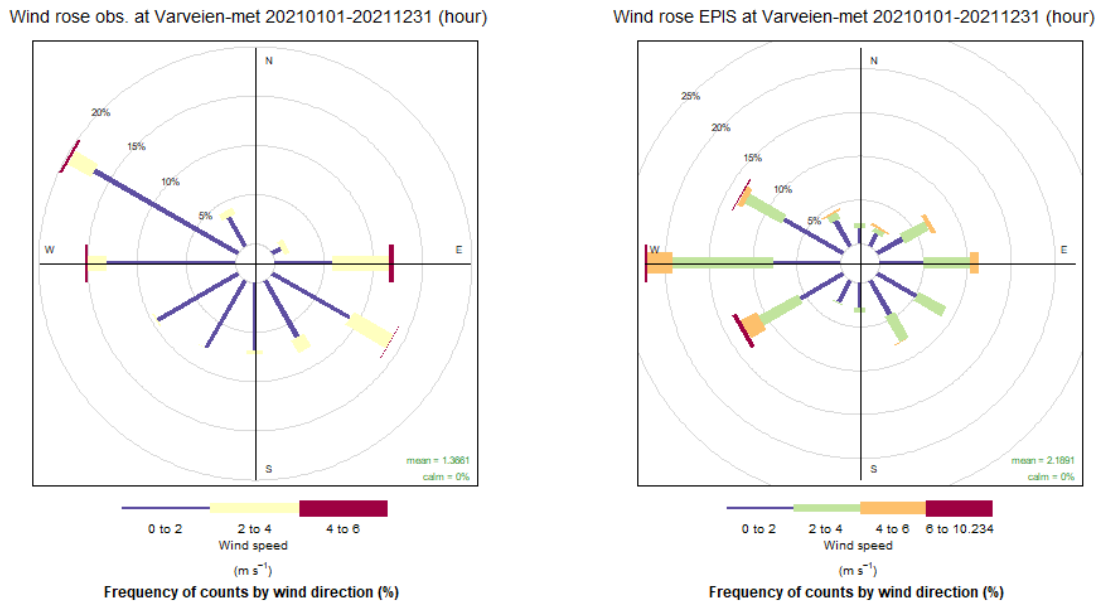 Wind rose obs. at Varveien-met 20210101-20211231 (hour)
N
20%
15%
10%
5%
W
E
S
mean = 1.3661
calm = 0%
0 to 2
2 to 4
4 to 6
Wind speed
(m s⁻¹)
Frequency of counts by wind direction (%)
Wind rose EPIS at Varveien-met 20210101-20211231 (hour)
N
25%
20%
15%
10%
5%
W
E
S
mean = 2.1891
calm = 0%
0 to 2
2 to 4
4 to 6
6 to 10.234
Wind speed
(m s⁻¹)
Frequency of counts by wind direction (%)